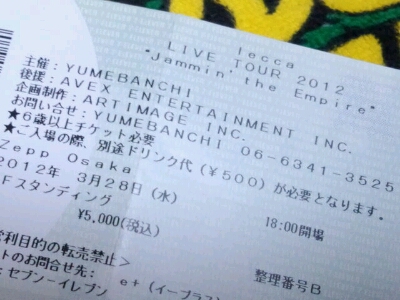 lecca
LIVE TOUR 2012
"Jammin' the Empire"
主催：YUMEBANCHI
後援：AVEX ENTERTAINMENT INC.
企画制作：ARTIMAGE INC.
お問い合せ：YUMEBANCHI 06-6341-3525
★6歳以上チケット必要
★ご入場の際、別途ドリンク代(¥500)が必要となります。
Zepp Osaka
2012年 3月28日(水) 18:00開場
Fスタンディング
¥5,000(税込)
整理番号B
利目的の転売禁止＞
トのお問合せ先： e+(イープラス)
：セブン-イレブン